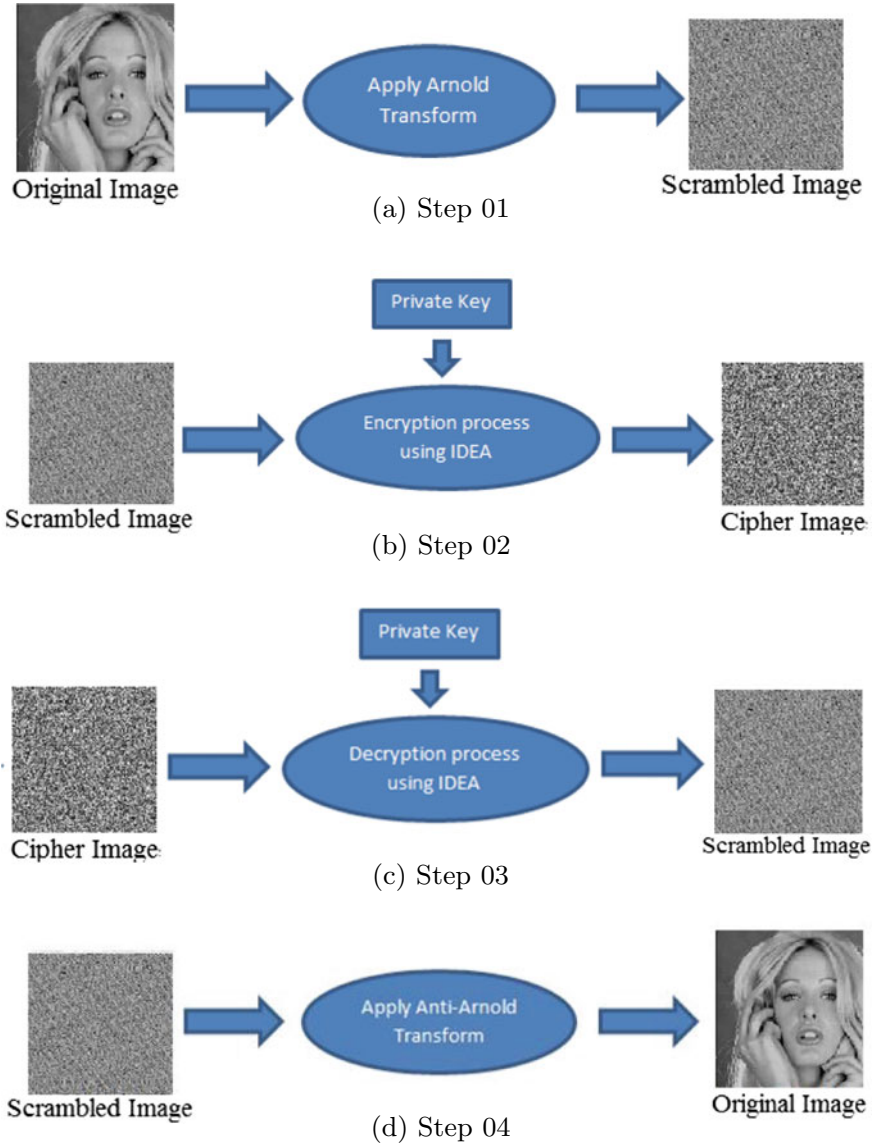 Apply Arnold
Transform
Original Image
Scrambled Image
(a) Step 01
Private Key
Encryption process
using IDEA
Scrambled Image
Cipher Image
(b) Step 02
Private Key
Decryption process
using IDEA
Cipher Image
Scrambled Image
(c) Step 03
Apply Anti-Arnold
Transform
Scrambled Image
Original Image
(d) Step 04